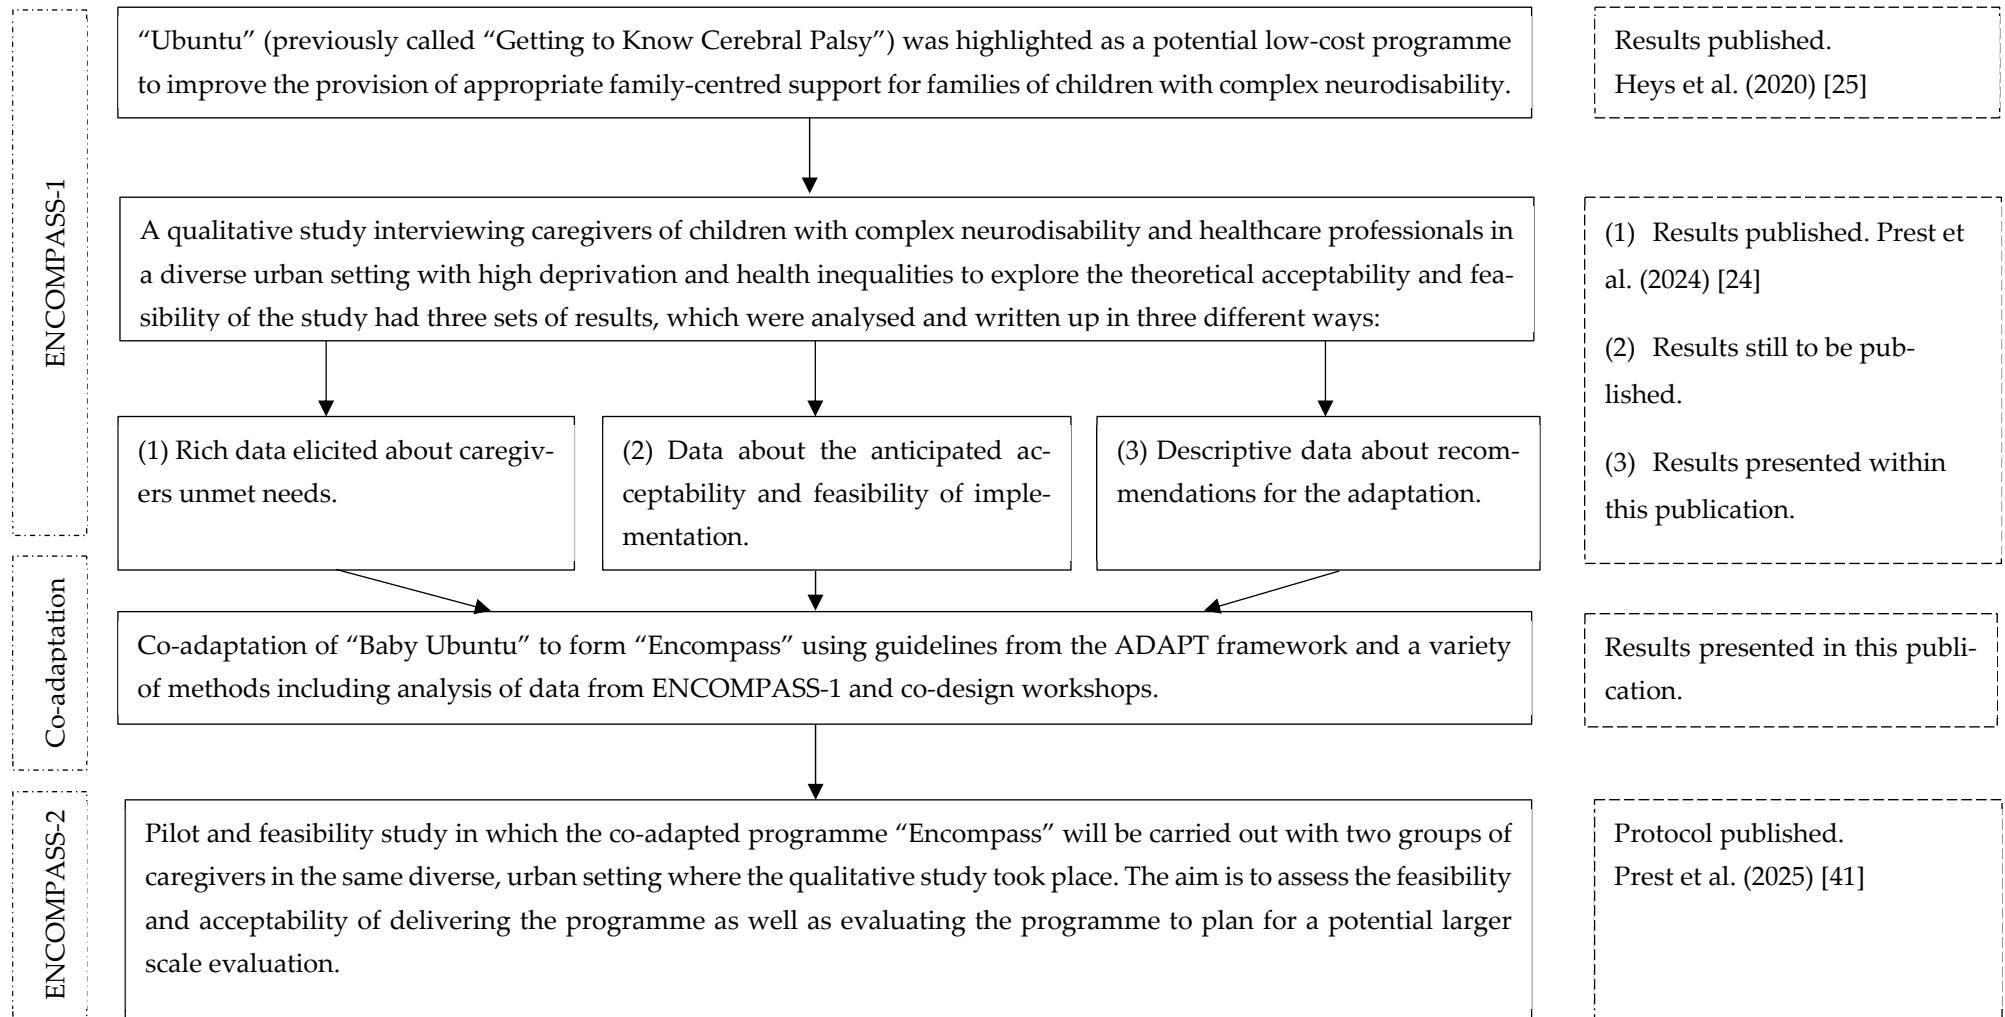 ENCOMPASS-1
“Ubuntu” (previously called “Getting to Know Cerebral Palsy”) was highlighted as a potential low-cost programme
to improve the provision of appropriate family-centred support for families of children with complex neurodisability.
Results published.
Heys et al. (2020) [25]
A qualitative study interviewing caregivers of children with complex neurodisability and healthcare professionals in
a diverse urban setting with high deprivation and health inequalities to explore the theoretical acceptability and fea-
sibility of the study had three sets of results, which were analysed and written up in three different ways:
(1) Results published. Prest et
al. (2024) [24]
(2) Results still to be pub-
lished.
(3) Results presented within
this publication.
(1) Rich data elicited about caregiv-
ers unmet needs.
(2) Data about the anticipated ac-
ceptability and feasibility of imple-
mentation.
(3) Descriptive data about recom-
mendations for the adaptation.
Co-adaptation
Co-adaptation of “Baby Ubuntu” to form “Encompass” using guidelines from the ADAPT framework and a variety
of methods including analysis of data from ENCOMPASS-1 and co-design workshops.
Results presented in this publi-
cation.
ENCOMPASS-2
Pilot and feasibility study in which the co-adapted programme “Encompass” will be carried out with two groups of
caregivers in the same diverse, urban setting where the qualitative study took place. The aim is to assess the feasibility
and acceptability of delivering the programme as well as evaluating the programme to plan for a potential larger
scale evaluation.
Protocol published.
Prest et al. (2025) [41]